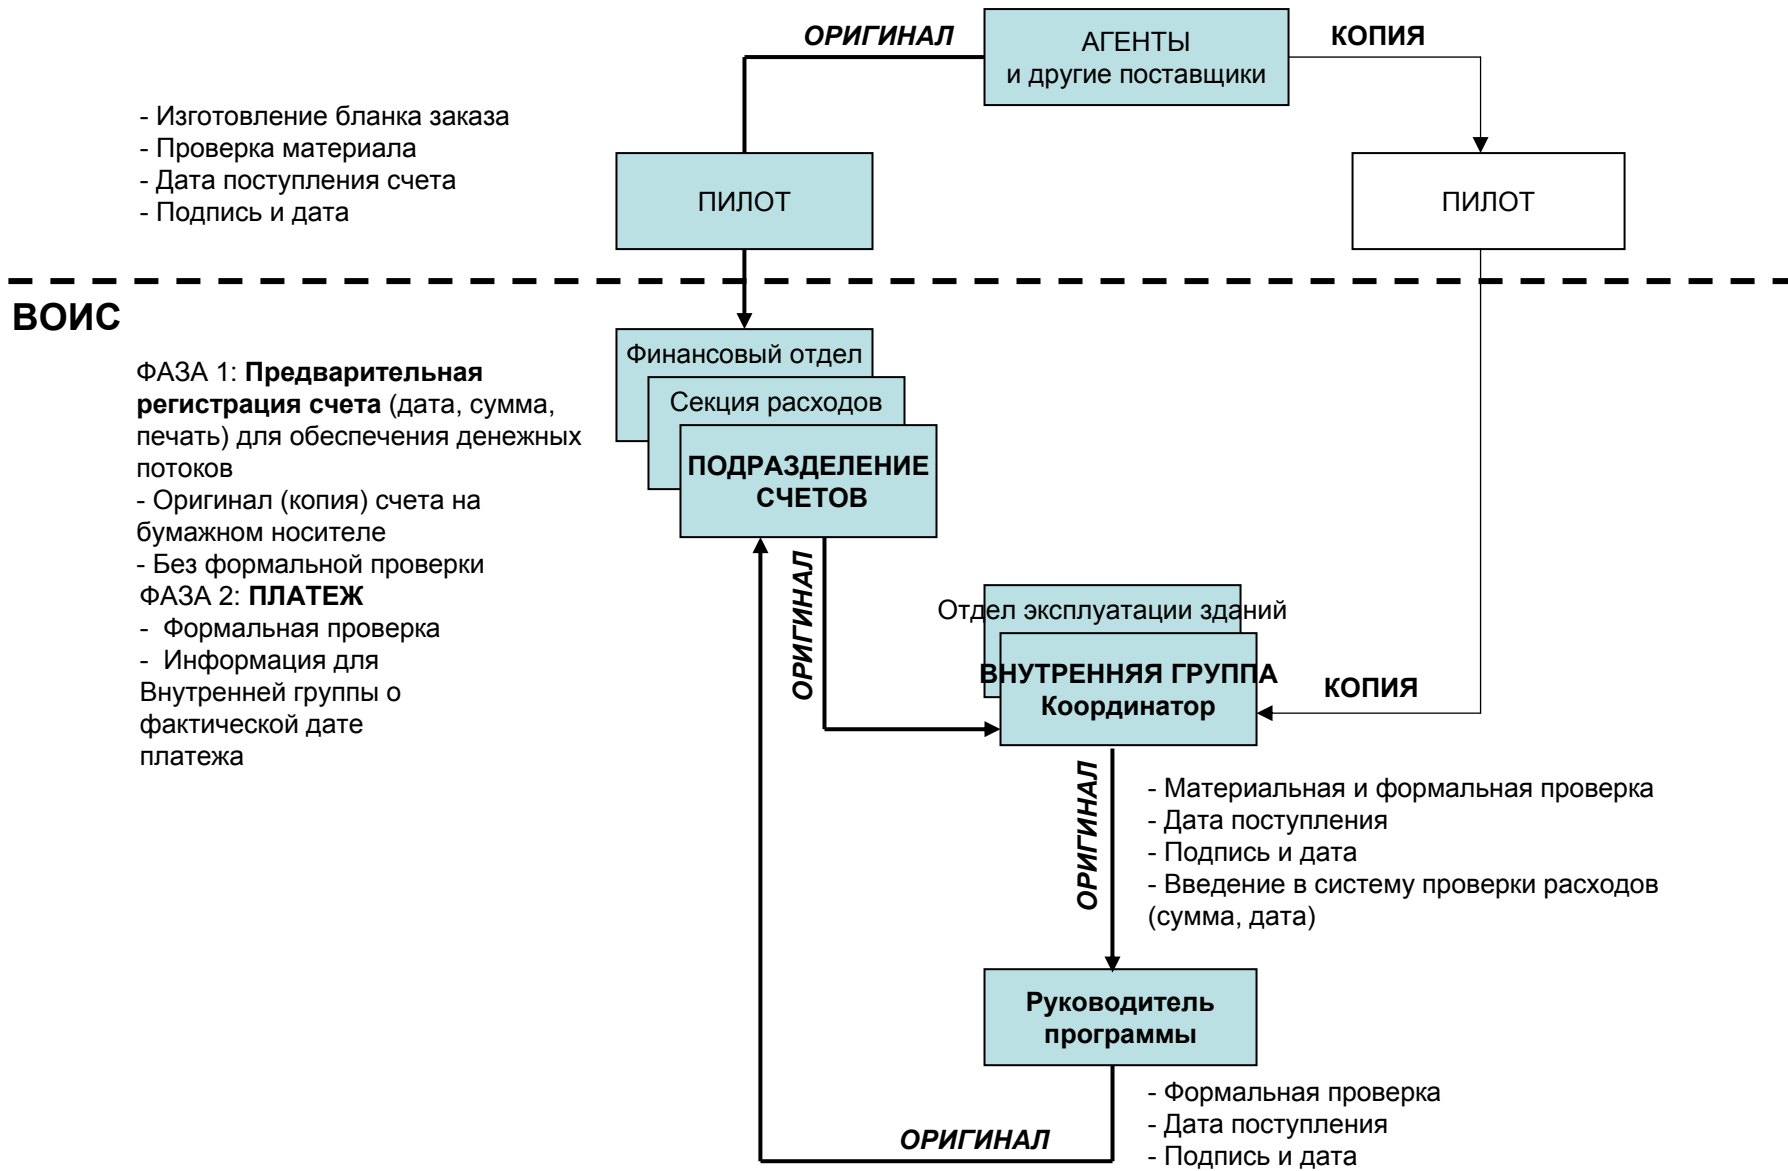 ОРИГИНАЛ
АГЕНТЫ
и другие поставщики
КОПИЯ
- Изготовление бланка заказа
- Проверка материала
- Дата поступления счета
- Подпись и дата
ПИЛОТ
ПИЛОТ
ВОИС
ФАЗА 1: Предварительная
регистрация счета (дата, сумма,
печать) для обеспечения денежных
потоков
- Оригинал (копия) счета на
бумажном носителе
- Без формальной проверки
ФАЗА 2: ПЛАТЕЖ
- Формальная проверка
- Информация для
Внутренней группы о
фактической дате
платежа
Финансовый отдел
Секция расходов
ПОДРАЗДЕЛЕНИЕ
СЧЕТОВ
ОРИГИНАЛ
Отдел эксплуатации зданий
ВНУТРЕННЯЯ ГРУППА
Координатор
КОПИЯ
ОРИГИНАЛ
- Материальная и формальная проверка
- Дата поступления
- Подпись и дата
- Введение в систему проверки расходов
(сумма, дата)
Руководитель
программы
ОРИГИНАЛ
- Формальная проверка
- Дата поступления
- Подпись и дата